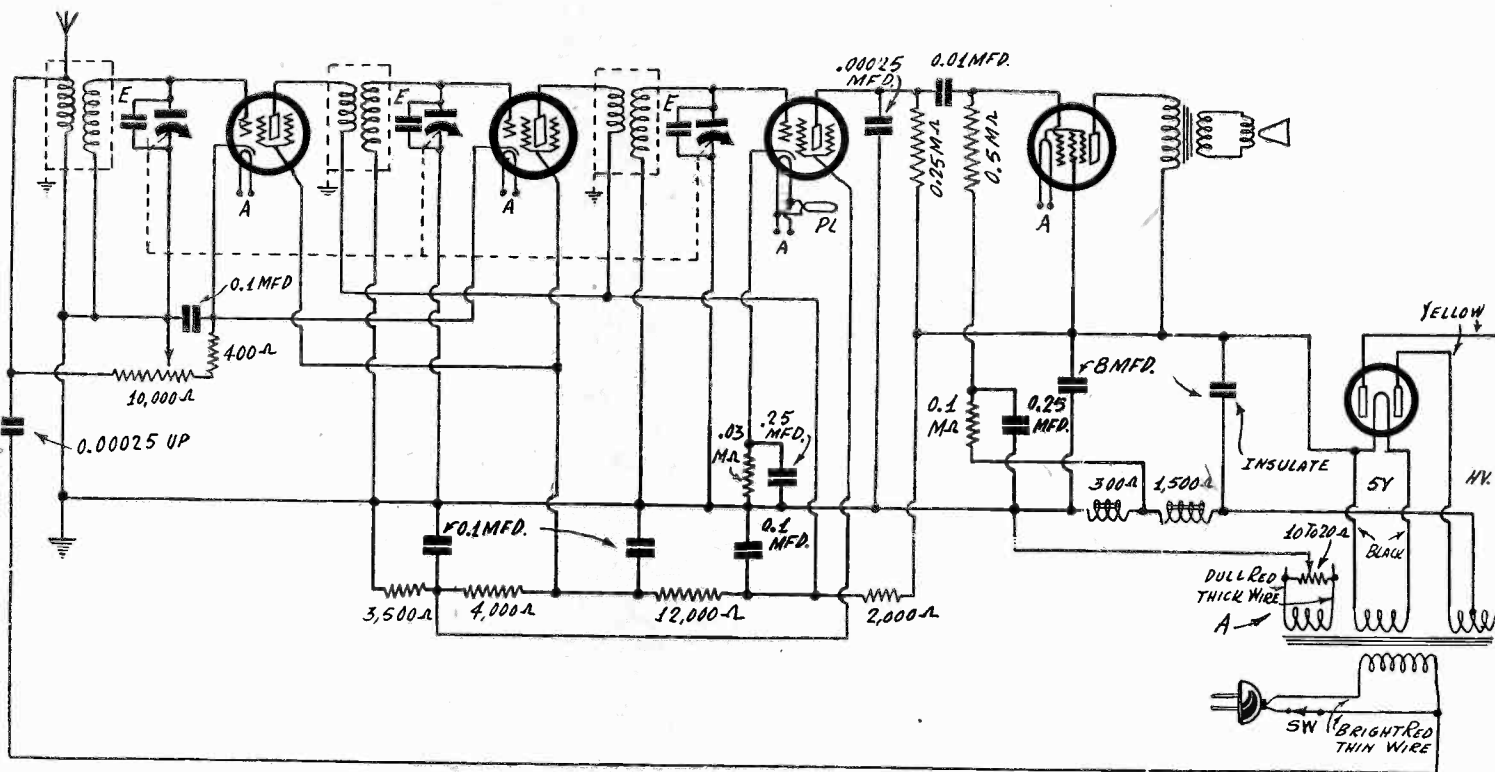 E
A
0.1 MFD
400Ω
10,000Ω
0.00025 UP
E
A
E
A
PL
.00025
MFD.
0.01 MFD.
0.25 MΩ
0.5 MΩ
A
YELLOW
8 MFD.
0.1
MΩ
0.25
MFD.
INSULATE
5V
HV.
.03
MΩ
.25
MFD.
300Ω
1,500Ω
0.1 MFD.
0.1
MFD.
10 TO 20Ω
BLACK
DULL RED
THICK WIRE
A
3,500Ω
4,000Ω
12,000Ω
2,000Ω
SW
BRIGHT RED
THIN WIRE